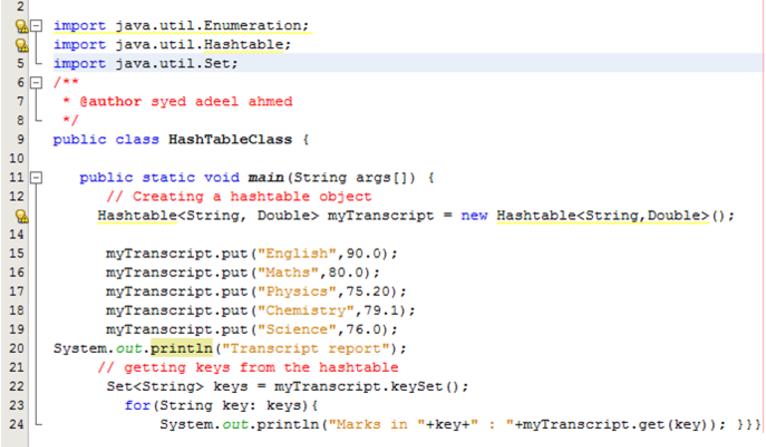 2
import java.util.Enumeration;
import java.util.Hashtable;
5 import java.util.Set;
6 /**
7 * @author syed adeel ahmed
8 */
9 public class HashTableClass {
10
11 public static void main(String args[]) {
12 // Creating a hashtable object
Hashtable<String, Double> myTranscript = new Hashtable<String,Double>();
14
15 myTranscript.put("English",90.0);
16 myTranscript.put("Maths",80.0);
17 myTranscript.put("Physics",75.20);
18 myTranscript.put("Chemistry",79.1);
19 myTranscript.put("Science",76.0);
20 System.out.println("Transcript report");
21 // getting keys from the hashtable
22 Set<String> keys = myTranscript.keySet();
23 for(String key: keys){
24 System.out.println("Marks in "+key+" : "+myTranscript.get(key)); }}}